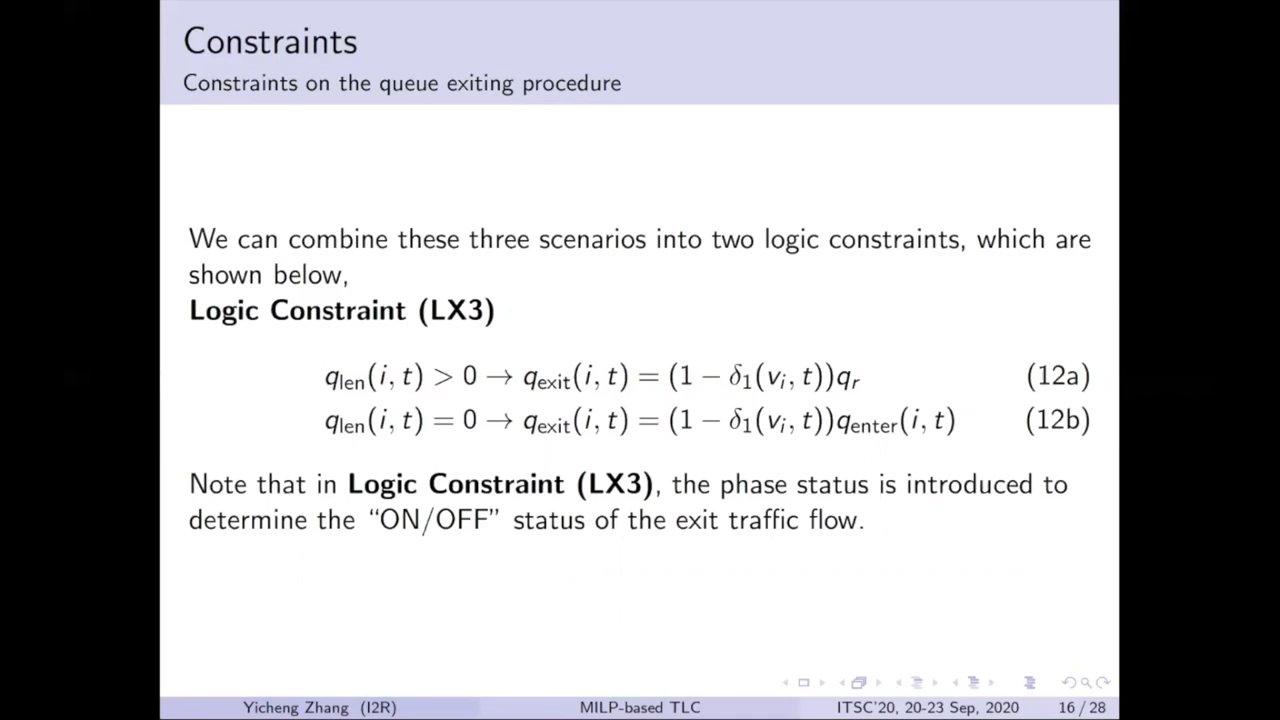 Constraints
Constraints on the queue exiting procedure
We can combine these three scenarios into two logic constraints, which are
shown below,
Logic Constraint (LX3)
q_len(i, t) > 0 → q_exit(i, t) = (1 − δ₁(v_i, t))q_r (12a)
q_len(i, t) = 0 → q_exit(i, t) = (1 − δ₁(v_i, t))q_enter(i, t) (12b)
Note that in Logic Constraint (LX3), the phase status is introduced to
determine the “ON/OFF” status of the exit traffic flow.
Yicheng Zhang (I2R) MILP-based TLC ITSC'20, 20-23 Sep, 2020 16 / 28